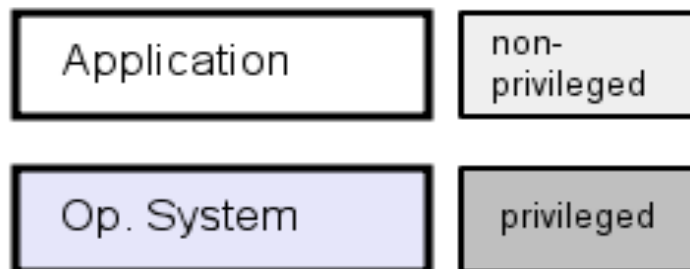 Application
non-
privileged
Op. System
privileged